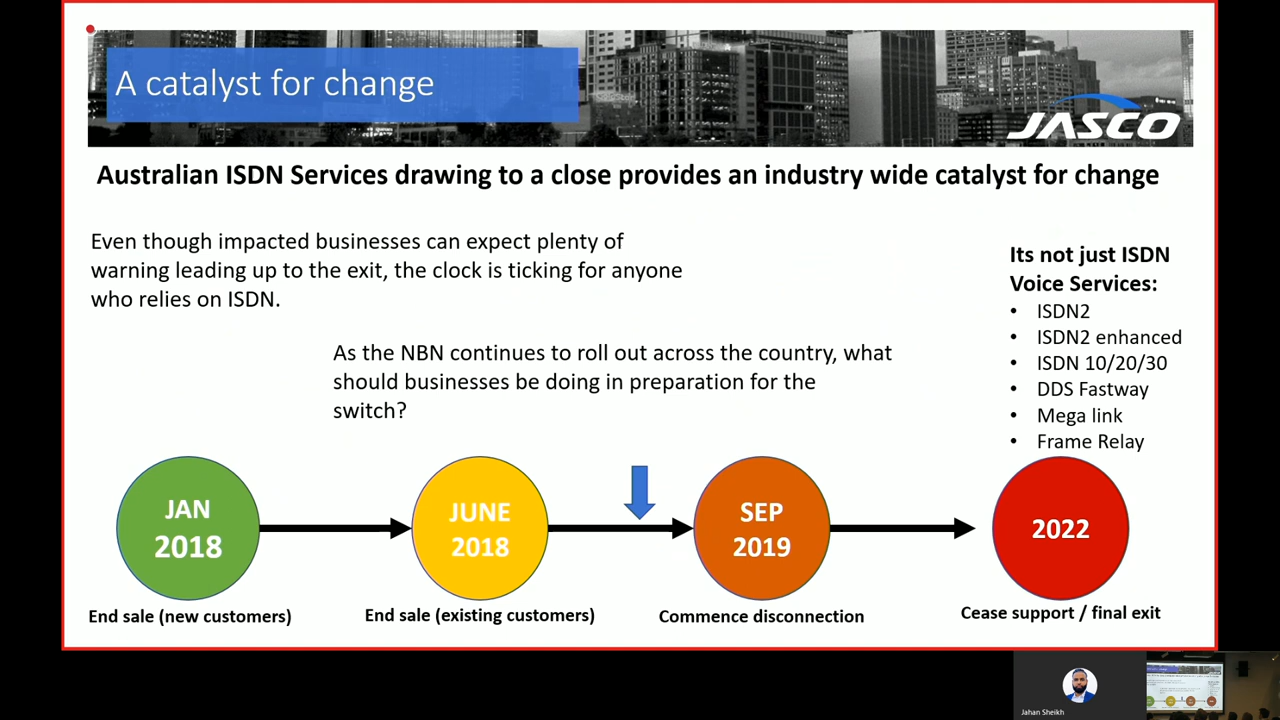 A catalyst for change
JASCO
Australian ISDN Services drawing to a close provides an industry wide catalyst for change
Even though impacted businesses can expect plenty of
warning leading up to the exit, the clock is ticking for anyone
who relies on ISDN.
Its not just ISDN
Voice Services:
• ISDN2
• ISDN2 enhanced
• ISDN 10/20/30
• DDS Fastway
• Mega link
• Frame Relay
As the NBN continues to roll out across the country, what
should businesses be doing in preparation for the
switch?
JAN
2018
End sale (new customers)
JUNE
2018
End sale (existing customers)
SEP
2019
Commence disconnection
2022
Cease support / final exit
Jahan Sheikh